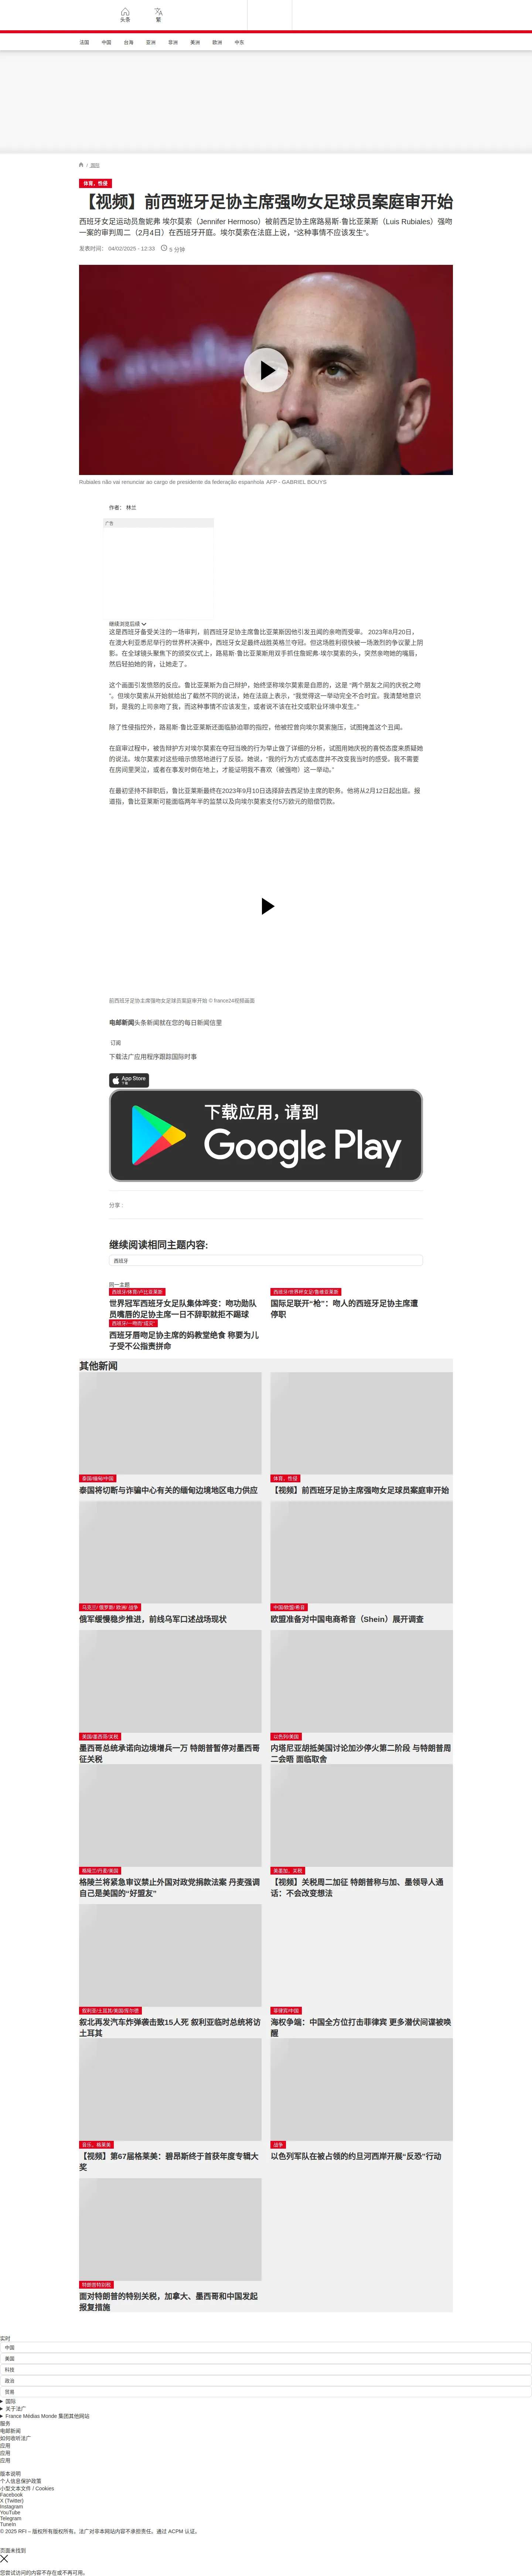 头条
繁
法国
中国
台海
亚洲
非洲
美洲
欧洲
中东
/ 国际
体育，性侵
【视频】前西班牙足协主席强吻女足球员案庭审开始
西班牙女足运动员詹妮弗 埃尔莫索（Jennifer Hermoso）被前西足协主席路易斯·鲁比亚莱斯（Luis Rubiales）强吻
一案的审判周二（2月4日）在西班牙开庭。埃尔莫索在法庭上说，“这种事情不应该发生”。
发表时间： 04/02/2025 - 12:33 5 分钟
Rubiales não vai renunciar ao cargo de presidente da federação espanhola AFP - GABRIEL BOUYS
作者： 林兰
广告
继续浏览后续
这是西班牙备受关注的一场审判，前西班牙足协主席鲁比亚莱斯因他引发丑闻的亲吻而受审。 2023年8月20日，
在澳大利亚悉尼举行的世界杯决赛中，西班牙女足最终战胜英格兰夺冠。但这场胜利很快被一场激烈的争议蒙上阴
影。在全球镜头聚焦下的颁奖仪式上，路易斯·鲁比亚莱斯用双手抓住詹妮弗·埃尔莫索的头，突然亲吻她的嘴唇，
然后轻拍她的背，让她走了。
这个画面引发愤怒的反应。鲁比亚莱斯为自己辩护，她终坚称埃尔莫索是自愿的，这是 “两个朋友之间的庆祝之吻
”。但埃尔莫索从开始就给出了截然不同的说法，她在法庭上表示，“我觉得这一举动完全不合时宜。我清楚地意识
到，是我的上司亲吻了我，而这种事情不应该发生，或者说不该在社交或职业环境中发生。”
除了性侵指控外，路易斯·鲁比亚莱斯还面临胁迫罪的指控，他被控曾向埃尔莫索施压，试图掩盖这个丑闻。
在庭审过程中，被告辩护方对埃尔莫索在夺冠当晚的行为举止做了详细的分析，试图用她庆祝的喜悦态度来质疑她
的说法。埃尔莫索对这些暗示愤怒地进行了反驳。她说，“我的行为方式或态度并不改变我当时的感受。我不需要
在房间里哭泣，或者在事发时倒在地上，才能证明我不喜欢（被强吻）这一举动。”
在最初坚持不辞职后，鲁比亚莱斯最终在2023年9月10日选择辞去西足协主席的职务。他将从2月12日起出庭。报
道指，鲁比亚莱斯可能面临两年半的监禁以及向埃尔莫索支付5万欧元的赔偿罚款。
前西班牙足协主席强吻女足球员案庭审开始 © france24视频画面
电邮新闻头条新闻就在您的每日新闻信里
订阅
下载法广应用程序跟踪国际时事
App Store
下载
下载应用，请到
Google Play
分享 :
继续阅读相同主题内容:
西班牙
同一主题
西班牙/体育/卢比亚莱斯
世界冠军西班牙女足队集体哗变：吻功勋队
员嘴唇的足协主席一日不辞职就拒不踢球
西班牙/世界杯女足/鲁维亚莱斯
国际足联开“枪”：吻人的西班牙足协主席遭
停职
西班牙/一吻引“成灾”
西班牙唇吻足协主席的妈教堂绝食 称要为儿
子受不公指责拼命
其他新闻
泰国/缅甸/中国
泰国将切断与诈骗中心有关的缅甸边境地区电力供应
体育，性侵
【视频】前西班牙足协主席强吻女足球员案庭审开始
乌克兰/ 俄罗斯/ 欧洲/ 战争
俄军缓慢稳步推进，前线乌军口述战场现状
中国/欧盟/希音
欧盟准备对中国电商希音（Shein）展开调查
美国/墨西哥/关税
墨西哥总统承诺向边境增兵一万 特朗普暂停对墨西哥
征关税
以色列/美国
内塔尼亚胡抵美国讨论加沙停火第二阶段 与特朗普周
二会晤 面临取舍
格陵兰/丹麦/美国
格陵兰将紧急审议禁止外国对政党捐款法案 丹麦强调
自己是美国的“好盟友”
美墨加，关税
【视频】关税周二加征 特朗普称与加、墨领导人通
话：不会改变想法
叙利亚/土耳其/美国/库尔德
叙北再发汽车炸弹袭击致15人死 叙利亚临时总统将访
土耳其
菲律宾/中国
海权争端：中国全方位打击菲律宾 更多潜伏间谍被唤
醒
音乐，格莱美
【视频】第67届格莱美：碧昂斯终于首获年度专辑大
奖
战争
以色列军队在被占领的约旦河西岸开展“反恐”行动
特朗普特别税
面对特朗普的特别关税，加拿大、墨西哥和中国发起
报复措施
实时
中国
美国
科技
政治
贸易
国际
关于法广
France Médias Monde 集团其他网站
服务
电邮新闻
如何收听法广
应用
应用
应用
版本说明
个人信息保护政策
小型文本文件 / Cookies
Facebook
X (Twitter)
Instagram
YouTube
Telegram
TuneIn
© 2025 RFI – 版权所有版权所有。法广对非本网站内容不承担责任。通过 ACPM 认证。
页面未找到
您尝试访问的内容不存在或不再可用。